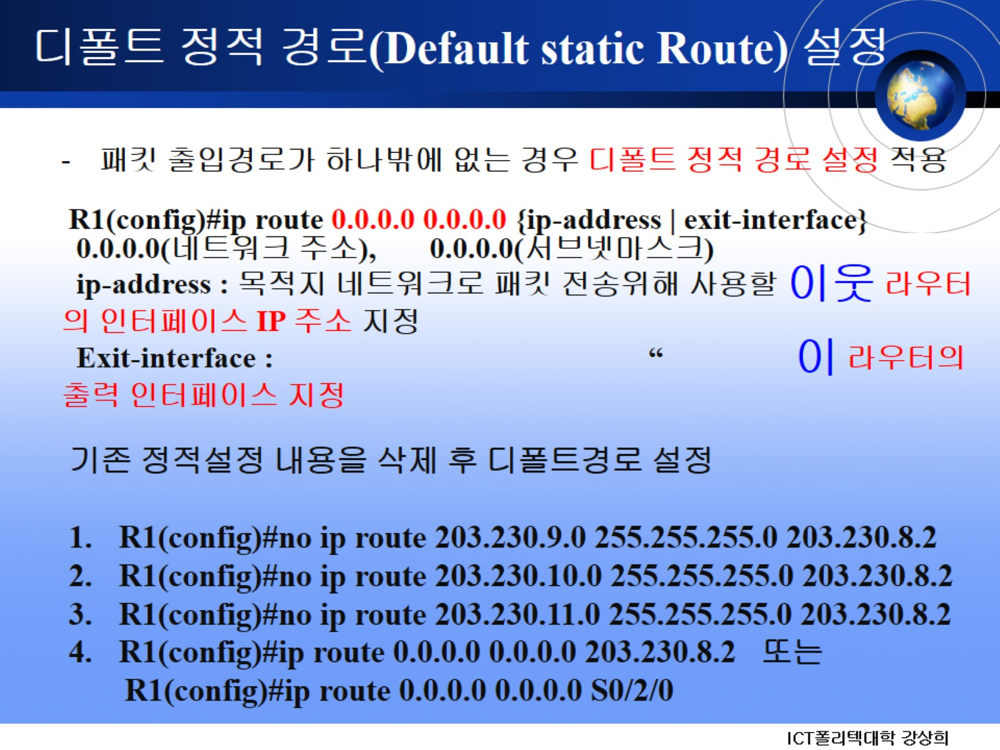 디폴트 정적 경로(Default static Route) 설정
- 패킷 출입경로가 하나밖에 없는 경우 디폴트 정적 경로 설정 적용
R1(config)#ip route 0.0.0.0 0.0.0.0 {ip-address | exit-interface}
0.0.0.0(네트워크 주소), 0.0.0.0(서브넷마스크)
ip-address : 목적지 네트워크로 패킷 전송위해 사용할 이웃 라우터
의 인터페이스 IP 주소 지정
Exit-interface : “ 이 라우터의
출력 인터페이스 지정
기존 정적설정 내용을 삭제 후 디폴트경로 설정
1. R1(config)#no ip route 203.230.9.0 255.255.255.0 203.230.8.2
2. R1(config)#no ip route 203.230.10.0 255.255.255.0 203.230.8.2
3. R1(config)#no ip route 203.230.11.0 255.255.255.0 203.230.8.2
4. R1(config)#ip route 0.0.0.0 0.0.0.0 203.230.8.2 또는
R1(config)#ip route 0.0.0.0 0.0.0.0 S0/2/0
ICT폴리텍대학 강상희